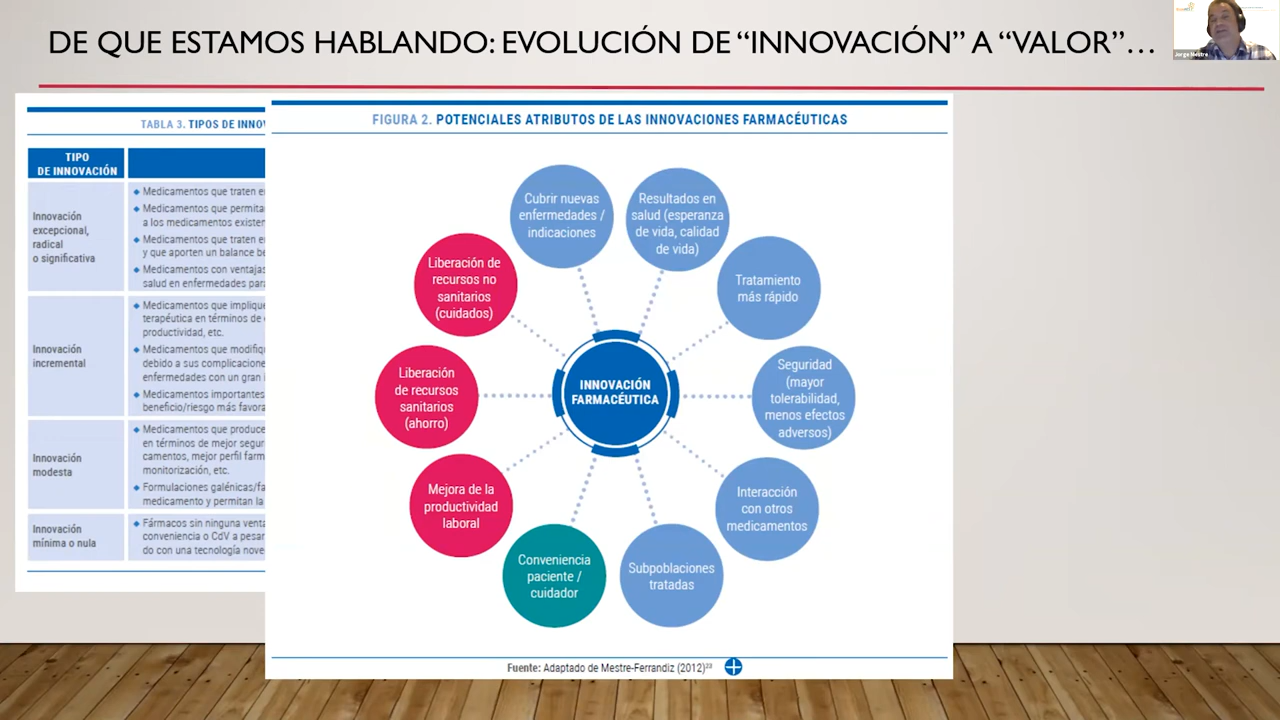 DE QUE ESTAMOS HABLANDO: EVOLUCIÓN DE “INNOVACIÓN” A “VALOR”…
Jorge Mestre
TABLA 3. TIPOS DE INNOV
TIPO
DE INNOVACIÓN
Innovación
excepcional,
radical
o significativa
Medicamentos que traten
Medicamentos que permita
a los medicamentos existen
Medicamentos que traten
y que aporten un balance
Medicamentos con ventajas
salud en enfermedades
Innovación
incremental
Medicamentos que implique
terapéutica en términos de
productividad, etc.
Medicamentos que modifiq
debido a sus complicacione
enfermedades con un gran
Medicamentos importantes
beneficio/riesgo más favora
Innovación
modesta
Medicamentos que produce
en términos de mejor segur
camentos, mejor perfil farm
monitorización, etc.
Formulaciones galénicas/fa
medicamento y permitan la
Innovación
mínima o nula
Fármacos sin ninguna venta
conveniencia o CdV a pesar
do con una tecnología nove
FIGURA 2. POTENCIALES ATRIBUTOS DE LAS INNOVACIONES FARMACÉUTICAS
Cubrir nuevas
enfermedades /
indicaciones
Resultados en
salud (esperanza
de vida, calidad
de vida)
Tratamiento
más rápido
Seguridad
(mayor
tolerabilidad,
menos efectos
adversos)
Interacción
con otros
medicamentos
Subpoblaciones
tratadas
Conveniencia
paciente /
cuidador
Mejora de la
productividad
laboral
Liberación
de recursos
sanitarios
(ahorro)
Liberación de
recursos no
sanitarios
(cuidados)
INNOVACIÓN
FARMACÉUTICA
Fuente: Adaptado de Mestre-Ferrandiz (2012)²³